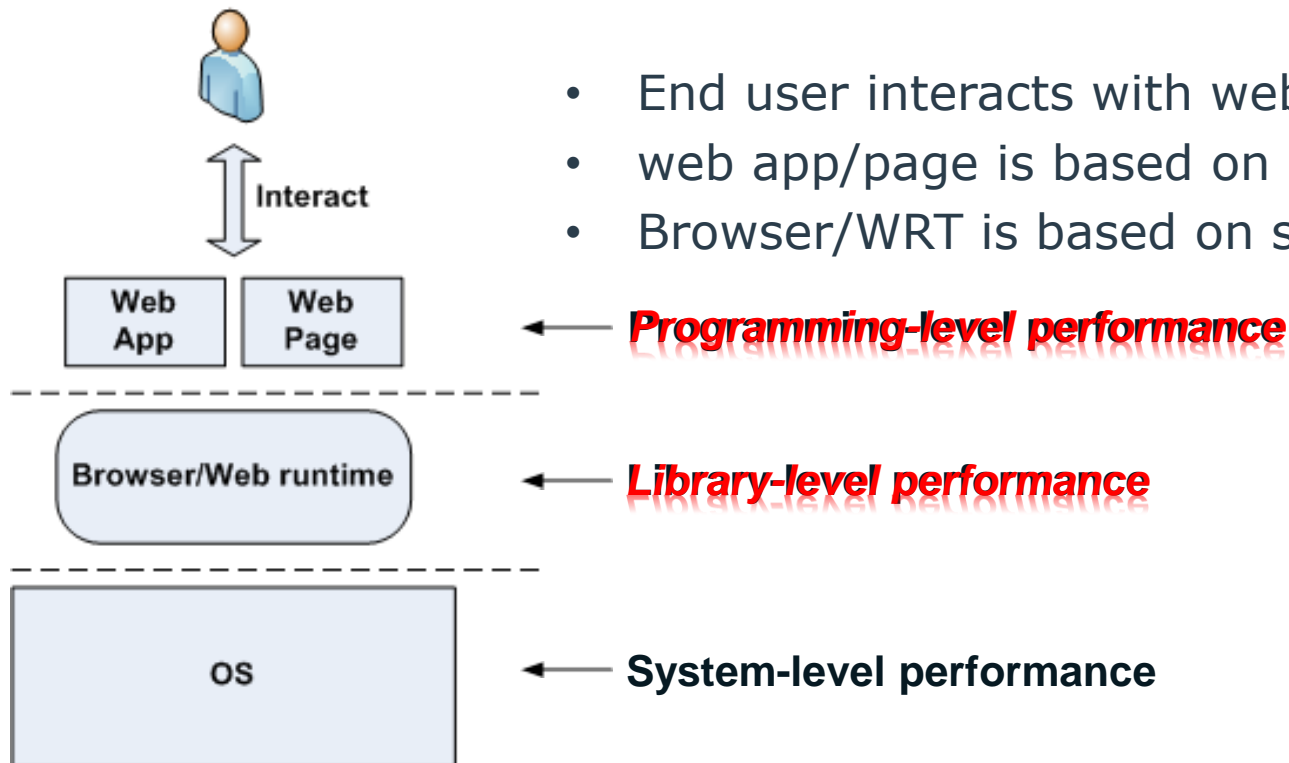 • End user interacts with web
• web app/page is based on
• Browser/WRT is based on s
Interact
Web
App
Web
Page
Programming-level performance
Browser/Web runtime
Library-level performance
OS
System-level performance